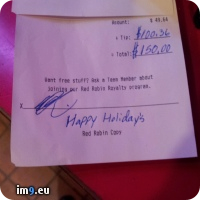 Amount: $ 49.64
+ Tip: $100.36
= Total: $150.00
Want free stuff? Ask a Team Member about
Joining our Red Robin Royalty program.
X
Happy Holidays
Red Robin Copy
im9.eu